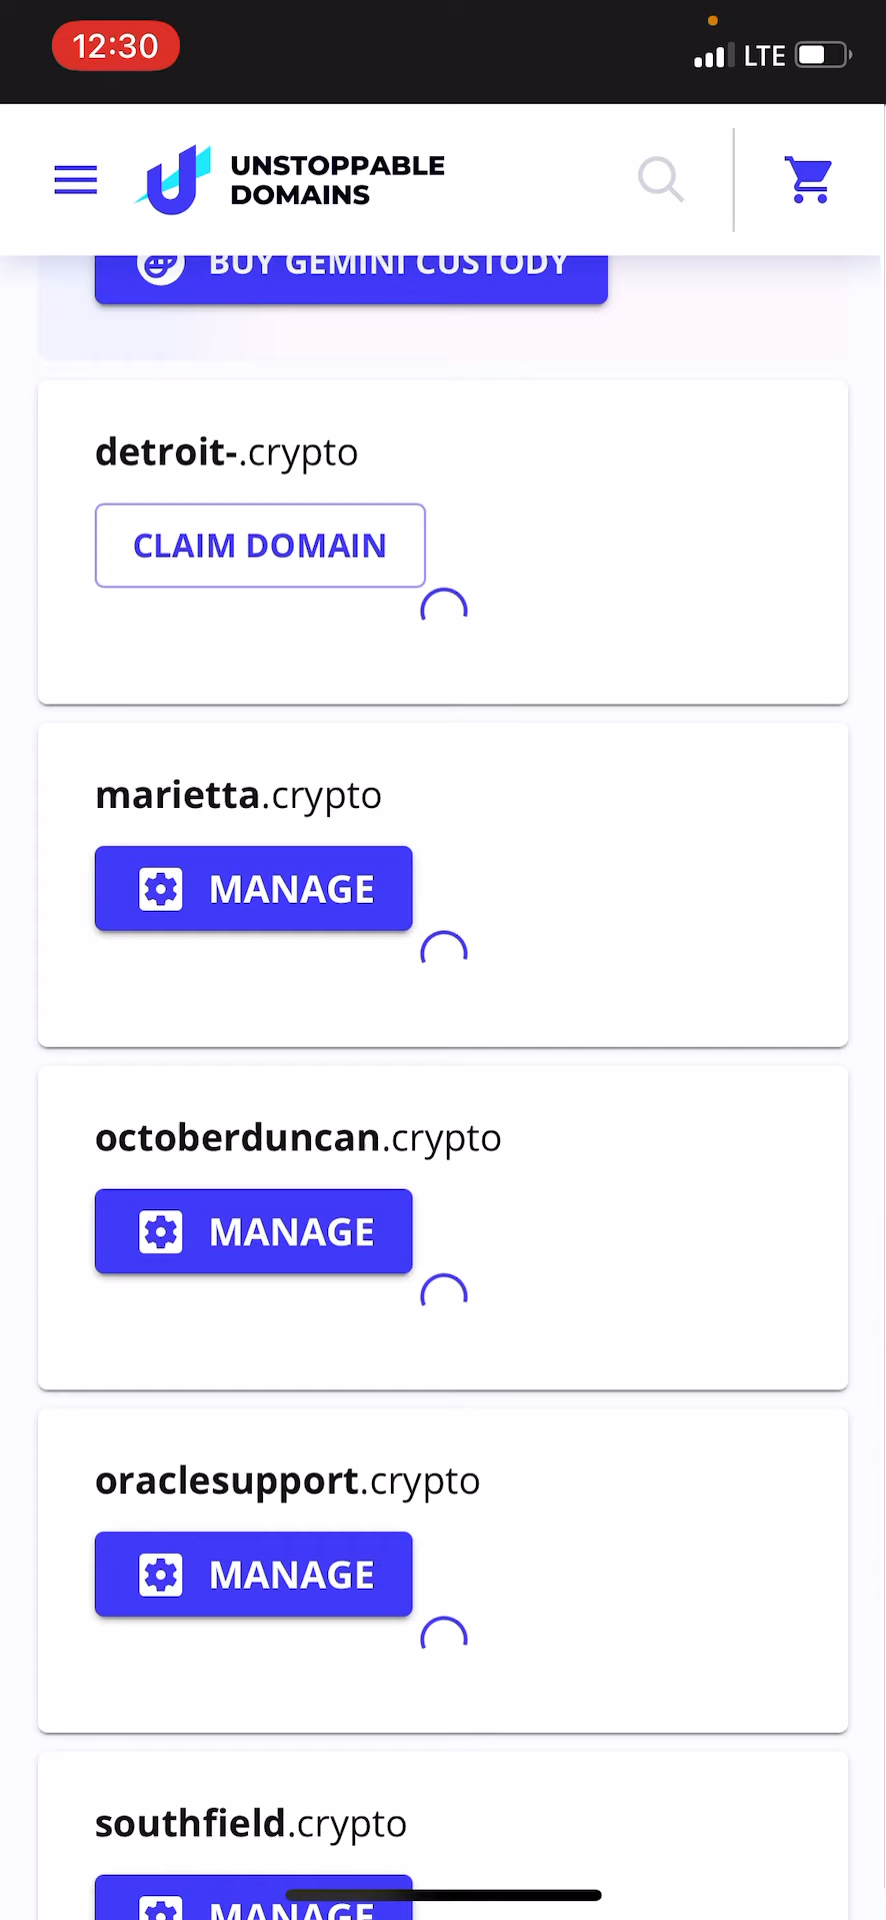 12:30
LTE
UNSTOPPABLE
DOMAINS
BUY GEMINI CUSTODY
detroit-.crypto
CLAIM DOMAIN
marietta.crypto
MANAGE
octoberduncan.crypto
MANAGE
oraclesupport.crypto
MANAGE
southfield.crypto
MANAGE